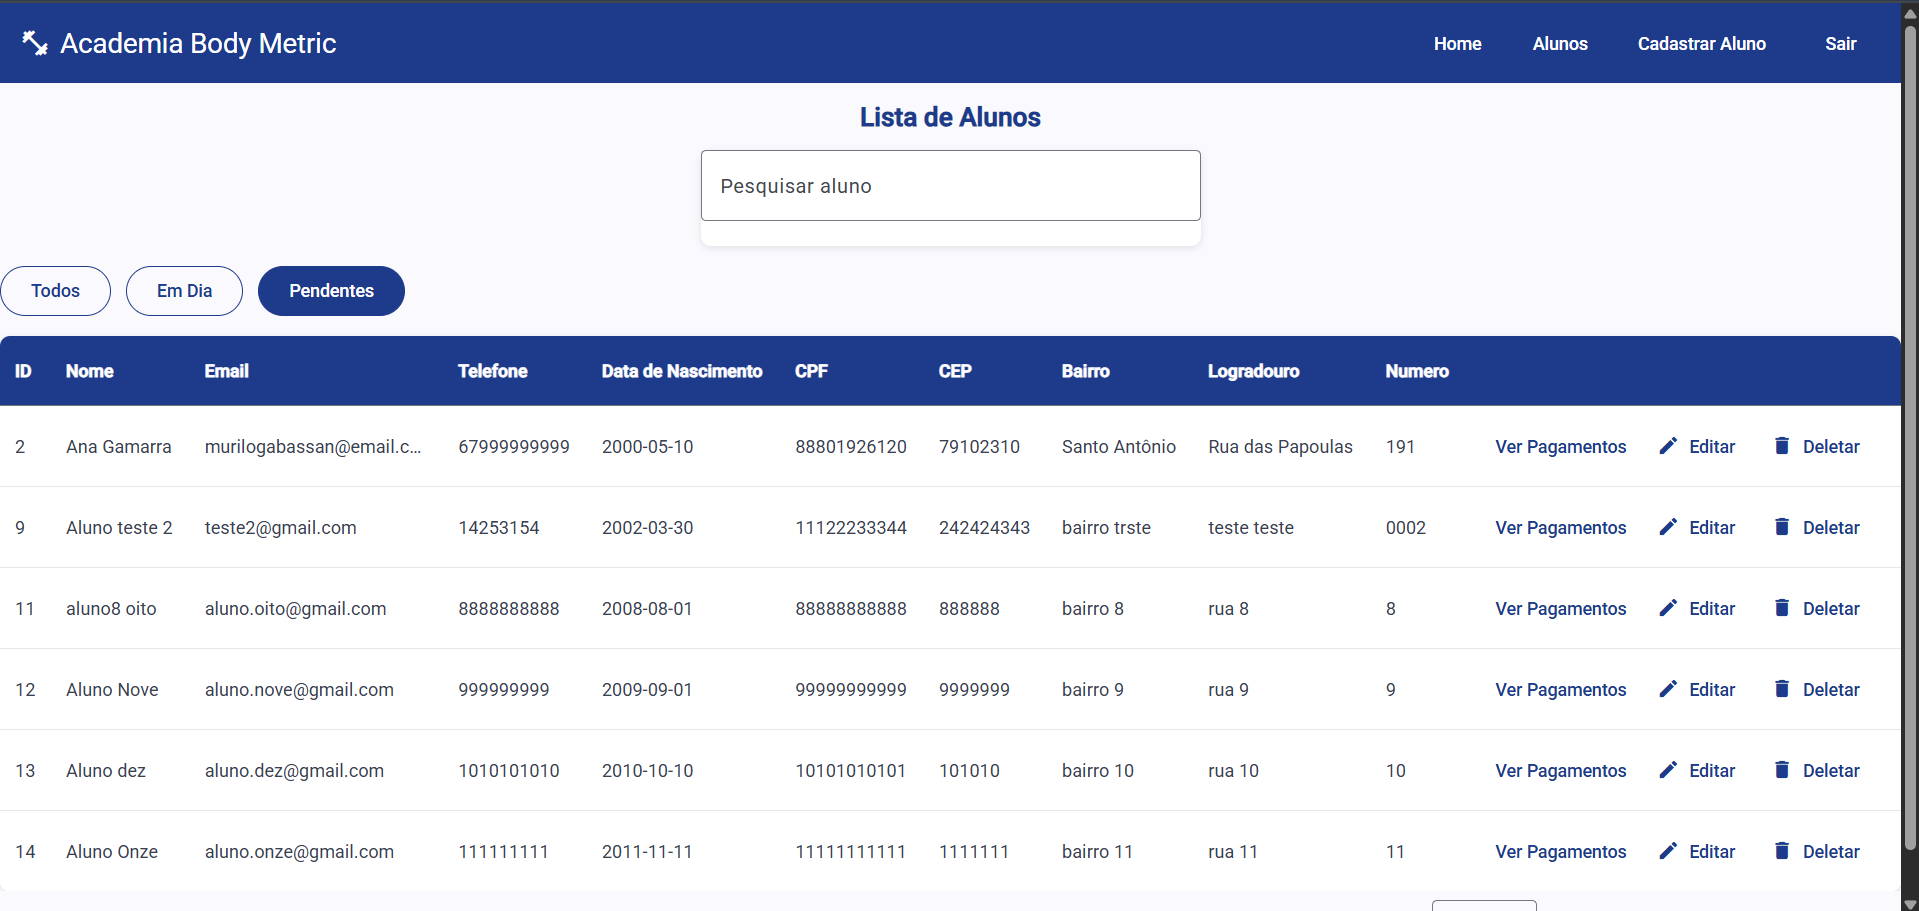 Academia Body Metric Home Alunos Cadastrar Aluno Sair
Lista de Alunos
Pesquisar aluno
Todos Em Dia Pendentes
ID Nome Email Telefone Data de Nascimento CPF CEP Bairro Logradouro Numero
2 Ana Gamarra murilogabassan@email.c... 67999999999 2000-05-10 88801926120 79102310 Santo Antônio Rua das Papoulas 191 Ver Pagamentos Editar Deletar
9 Aluno teste 2 teste2@gmail.com 14253154 2002-03-30 11122233344 242424343 bairro trste teste teste 0002 Ver Pagamentos Editar Deletar
11 aluno8 oito aluno.oito@gmail.com 8888888888 2008-08-01 88888888888 888888 bairro 8 rua 8 8 Ver Pagamentos Editar Deletar
12 Aluno Nove aluno.nove@gmail.com 999999999 2009-09-01 99999999999 9999999 bairro 9 rua 9 9 Ver Pagamentos Editar Deletar
13 Aluno dez aluno.dez@gmail.com 1010101010 2010-10-10 10101010101 101010 bairro 10 rua 10 10 Ver Pagamentos Editar Deletar
14 Aluno Onze aluno.onze@gmail.com 111111111 2011-11-11 11111111111 1111111 bairro 11 rua 11 11 Ver Pagamentos Editar Deletar